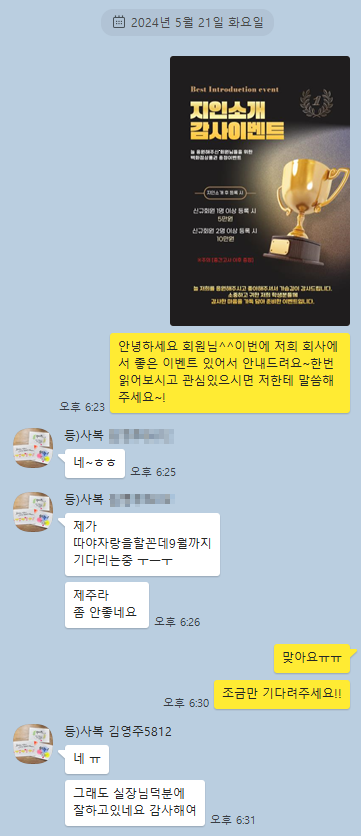 2024년 5월 21일 화요일
Best Introduction event
1
지인소개
감사이벤트
늘 응원해주신*회원님들을 위한
백화점상품권 증정이벤트
지인소개 후 등록 시
신규회원 1명 이상 등록 시
5만원
신규회원 2명 이상 등록 시
10만원
늘 저희를 응원해주시고 좋아해주셔서 가슴깊이 감사드립니다.
소중하고 귀한 저희 학생분들께
감사한 마음을 가득 담아 준비한 이벤트입니다.
안녕하세요 회원님^^이번에 저희 회사에
서 좋은 이벤트 있어서 안내드려요~한번
읽어보시고 관심있으시면 저한테 말씀해
주세요~!
오후 6:23
등)사복
네~ㅎㅎ
오후 6:25
등)사복
제가
따야자랑을할꼰데9월까지
기다리는중 ㅜㅡㅜ
제주라
좀 안좋네요
오후 6:26
맞아요ㅠㅠ
조금만 기다려주세요!!
오후 6:30
등)사복 김영주5812
네 ㅠ
그래도 실장님덕분에
잘하고있네요 감사해여
오후 6:31